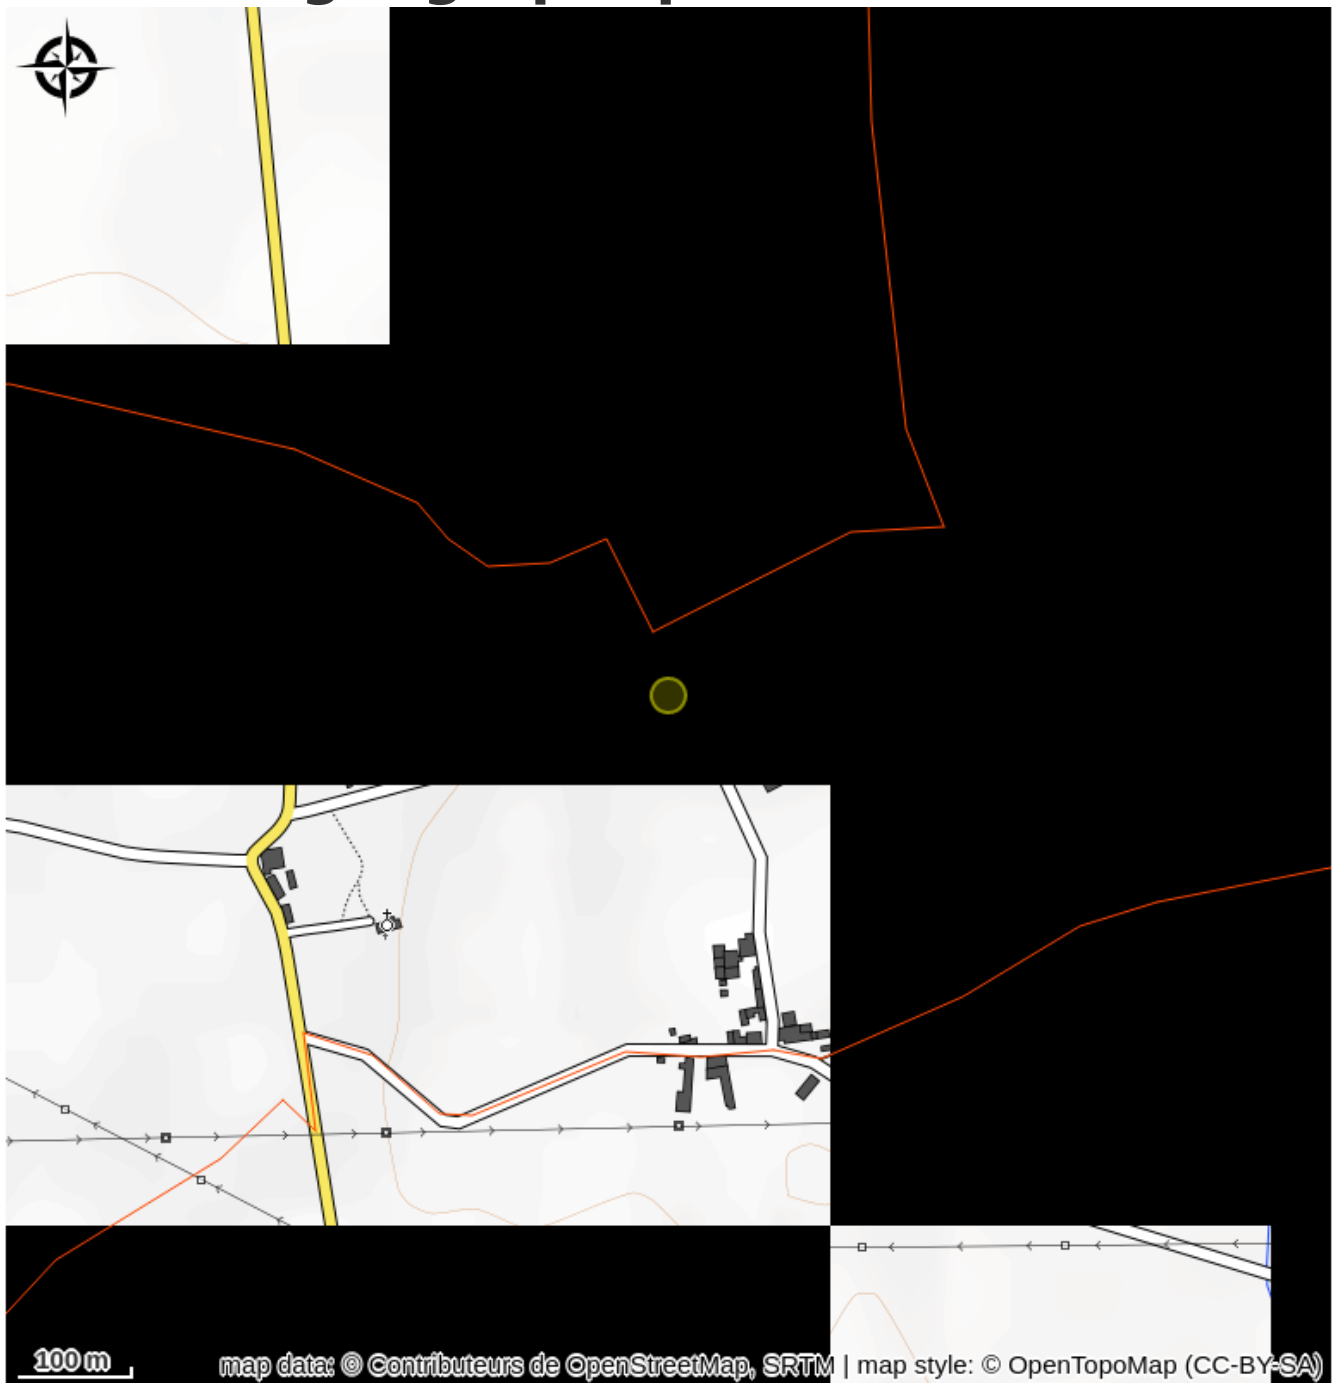 100 m
map data: © Contributeurs de OpenStreetMap, SRTM | map style: © OpenTopoMap (CC-BY-SA)